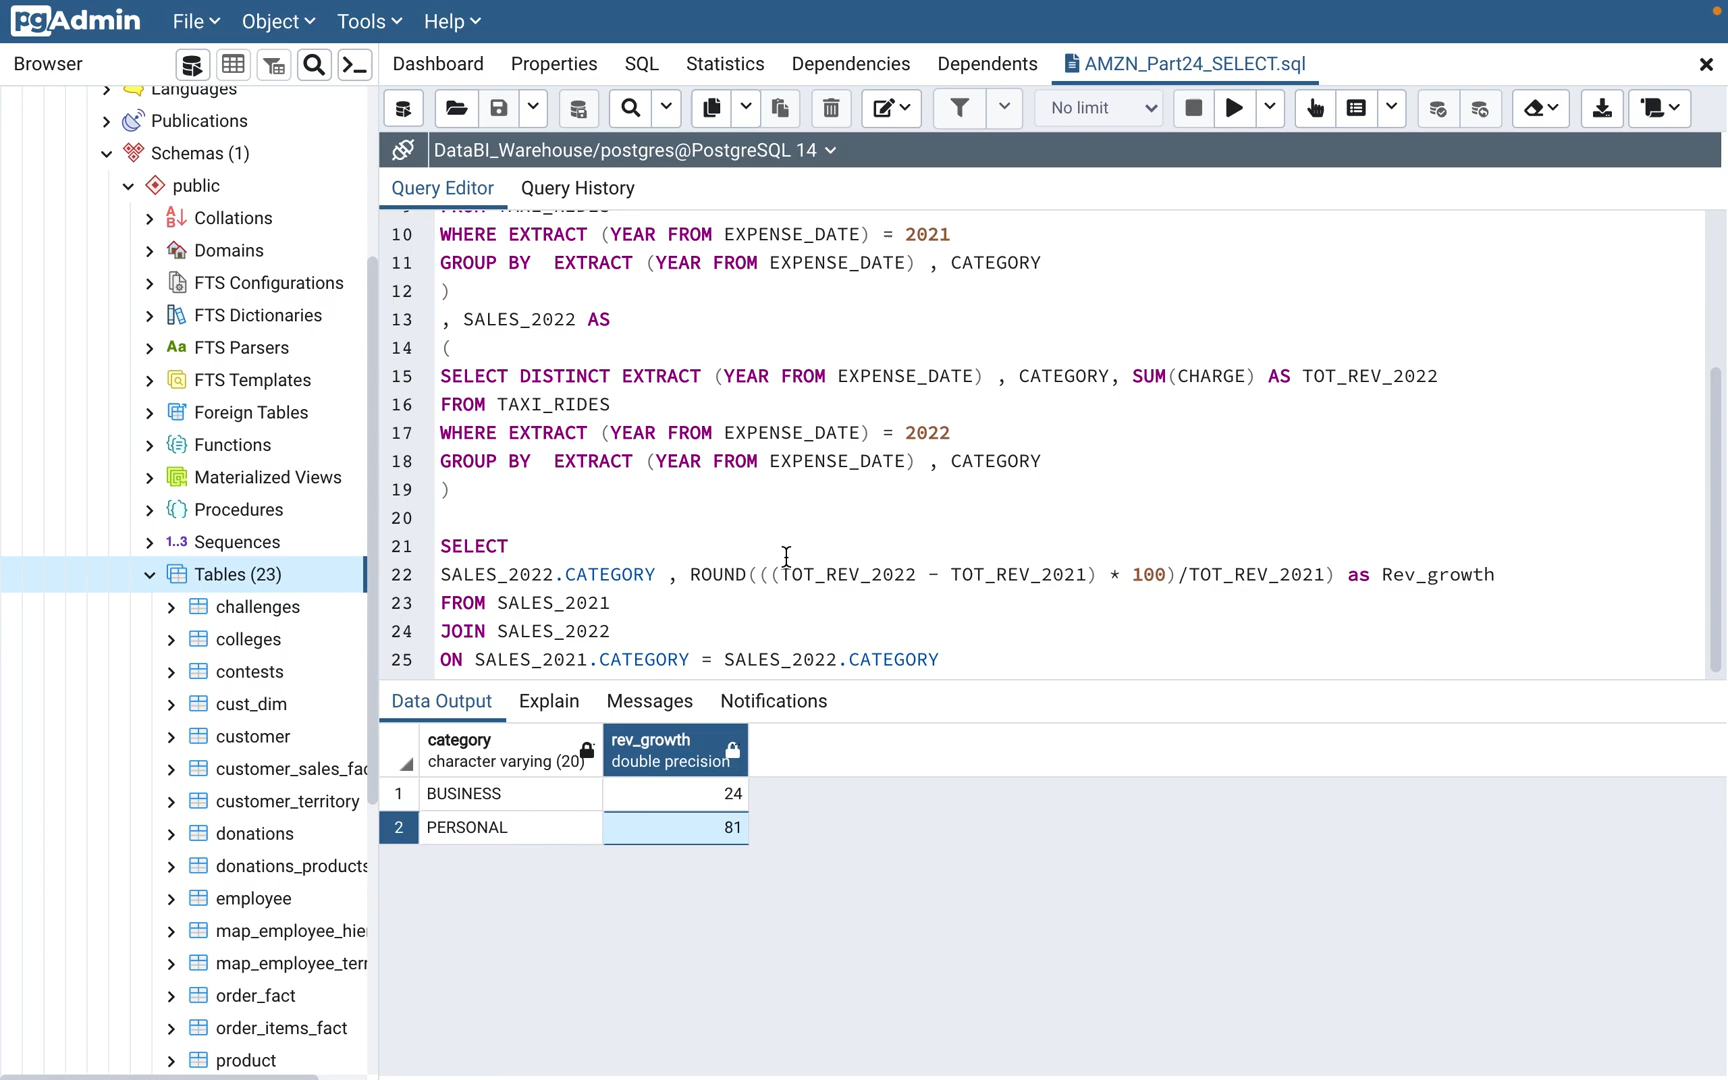 pgAdmin File Object Tools Help
Browser
Dashboard Properties SQL Statistics Dependencies Dependents AMZN_Part24_SELECT.sql
No limit
DataBI_Warehouse/postgres@PostgreSQL 14
Query Editor Query History
Languages
Publications
Schemas (1)
public
Collations
Domains
FTS Configurations
FTS Dictionaries
Aa FTS Parsers
FTS Templates
Foreign Tables
Functions
Materialized Views
Procedures
1..3 Sequences
Tables (23)
challenges
colleges
contests
cust_dim
customer
customer_sales_fac
customer_territory
donations
donations_products
employee
map_employee_hie
map_employee_terr
order_fact
order_items_fact
product
10 WHERE EXTRACT (YEAR FROM EXPENSE_DATE) = 2021
11 GROUP BY EXTRACT (YEAR FROM EXPENSE_DATE) , CATEGORY
12 )
13 , SALES_2022 AS
14 (
15 SELECT DISTINCT EXTRACT (YEAR FROM EXPENSE_DATE) , CATEGORY, SUM(CHARGE) AS TOT_REV_2022
16 FROM TAXI_RIDES
17 WHERE EXTRACT (YEAR FROM EXPENSE_DATE) = 2022
18 GROUP BY EXTRACT (YEAR FROM EXPENSE_DATE) , CATEGORY
19 )
20
21 SELECT
22 SALES_2022.CATEGORY , ROUND(((TOT_REV_2022 - TOT_REV_2021) * 100)/TOT_REV_2021) as Rev_growth
23 FROM SALES_2021
24 JOIN SALES_2022
25 ON SALES_2021.CATEGORY = SALES_2022.CATEGORY
Data Output Explain Messages Notifications
category rev_growth
character varying (20) double precision
1 BUSINESS 24
2 PERSONAL 81